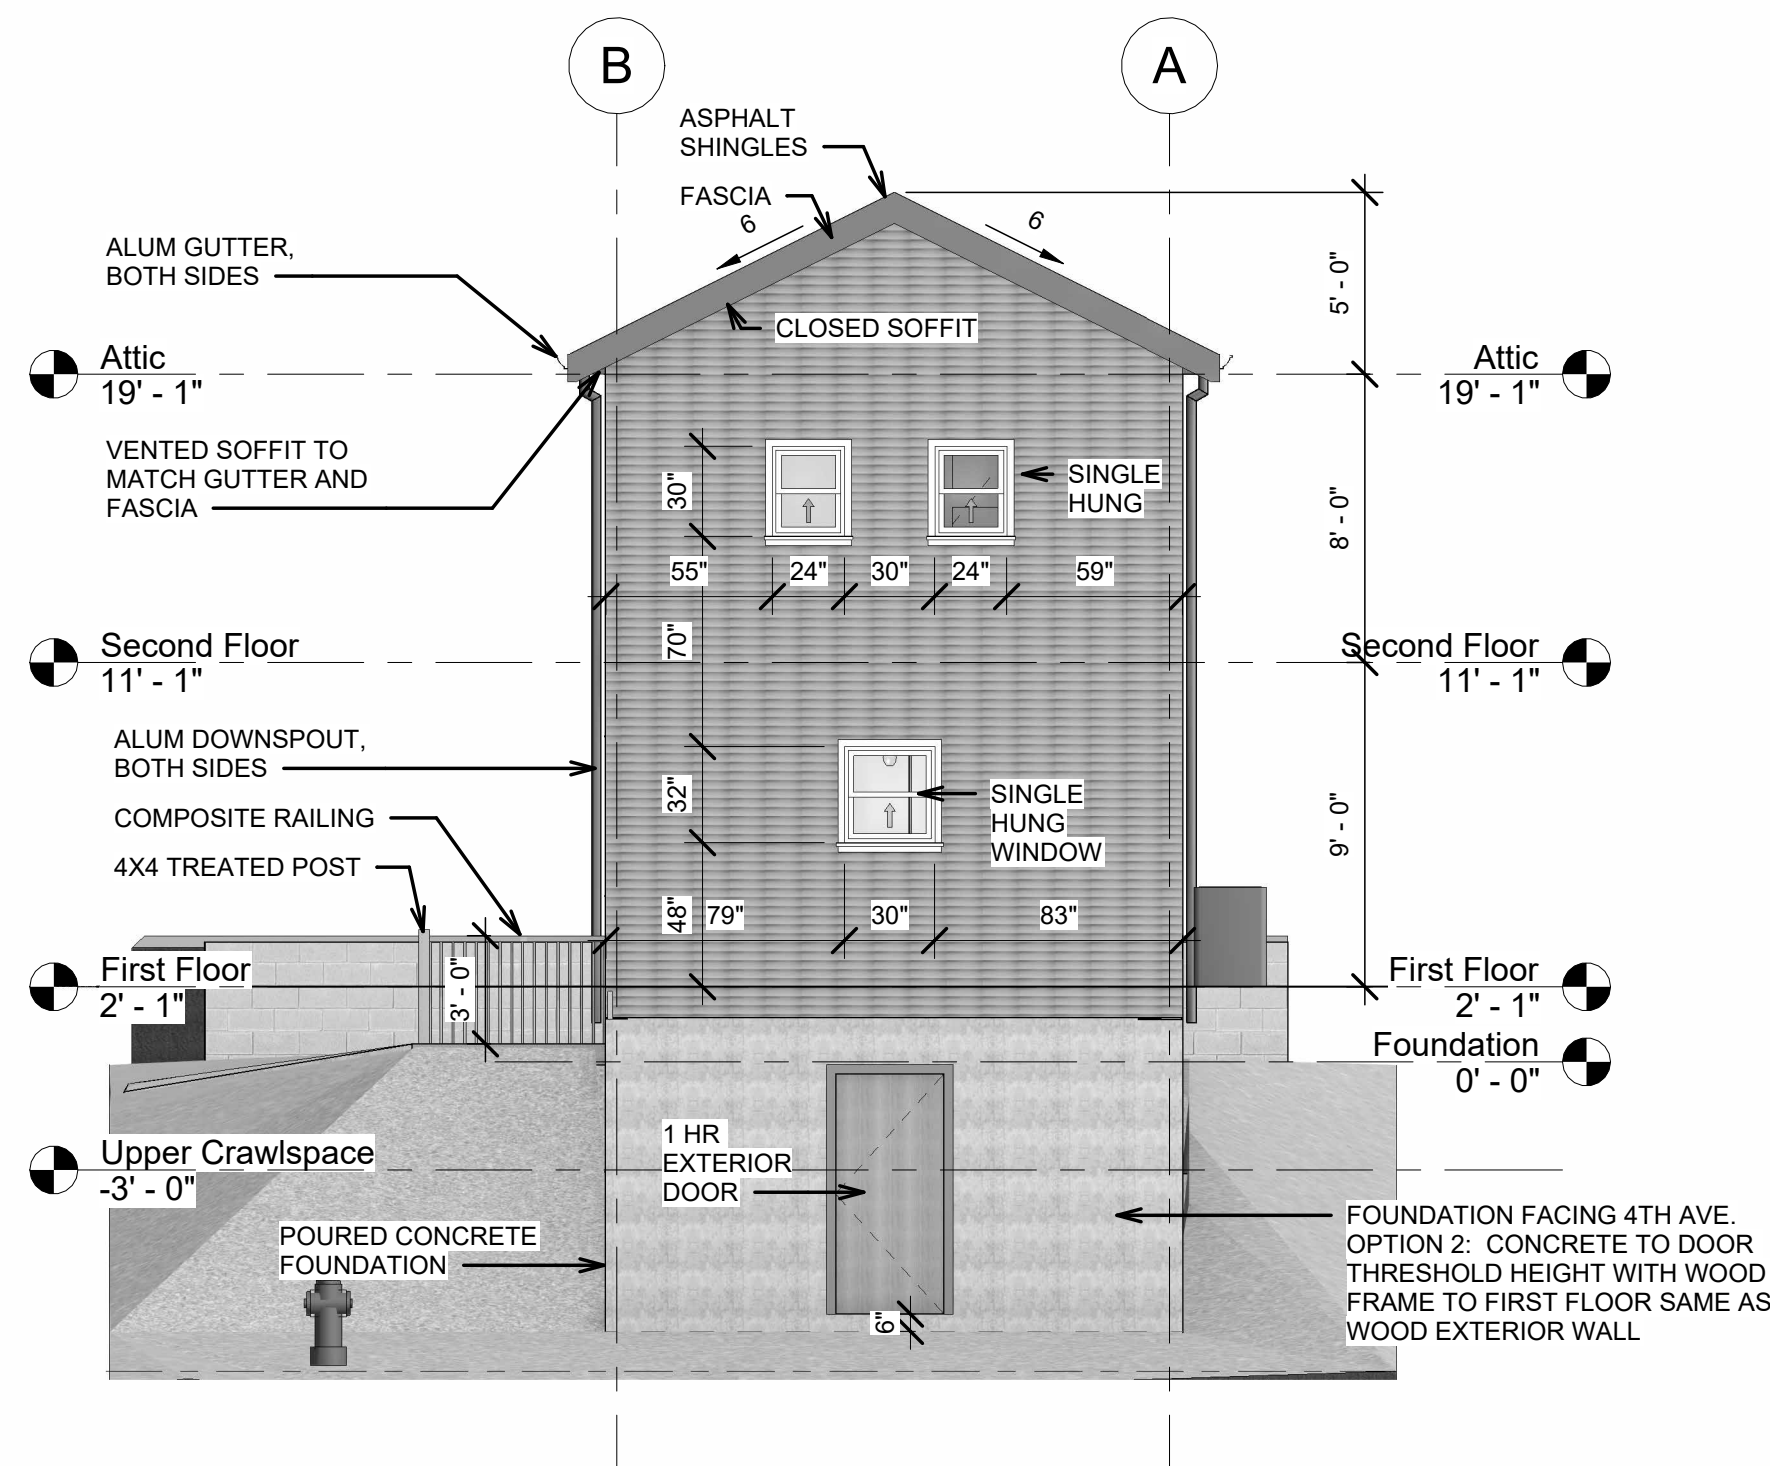 B
A
ASPHALT
SHINGLES
FASCIA
6
6
ALUM GUTTER,
BOTH SIDES
5' - 0"
CLOSED SOFFIT
Attic
19' - 1"
Attic
19' - 1"
VENTED SOFFIT TO
MATCH GUTTER AND
FASCIA
30"
SINGLE
HUNG
8' - 0"
55"
24"
30"
24"
59"
70"
Second Floor
11' - 1"
Second Floor
11' - 1"
ALUM DOWNSPOUT,
BOTH SIDES
COMPOSITE RAILING
4X4 TREATED POST
32"
SINGLE
HUNG
WINDOW
9' - 0"
48"
79"
30"
83"
First Floor
2' - 1"
3' - 0"
First Floor
2' - 1"
Foundation
0' - 0"
Upper Crawlspace
-3' - 0"
1 HR
EXTERIOR
DOOR
POURED CONCRETE
FOUNDATION
6"
FOUNDATION FACING 4TH AVE.
OPTION 2:  CONCRETE TO DOOR
THRESHOLD HEIGHT WITH WOOD
FRAME TO FIRST FLOOR SAME AS
WOOD EXTERIOR WALL